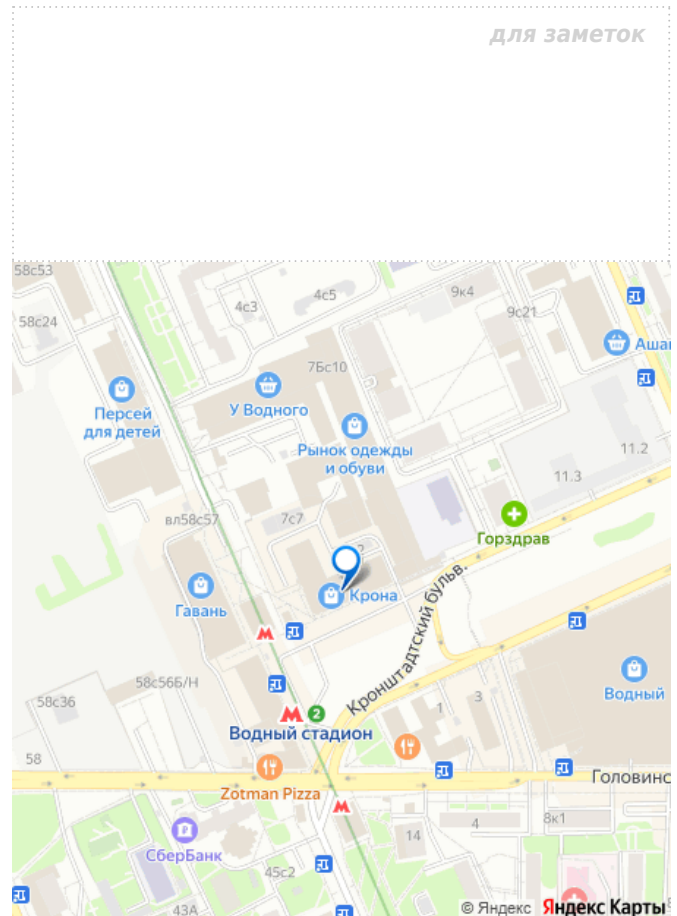 для заметок
58с53
58с24
4с3
4с5
9к4
9с21
Ашан
7Бс10
Персей
для детей
У Водного
Рынок одежды
и обуви
11.2
11.3
вл58с57
7с7
Горздрав
2
Гавань
Крона
Кронштадтский бульв.
58с36
58с56Б/Н
Водный
3
1
2
Водный стадион
58
Zotman Pizza
Головинс
СберБанк
14
4
8к1
45с2
43А
© Яндекс Яндекс Карты